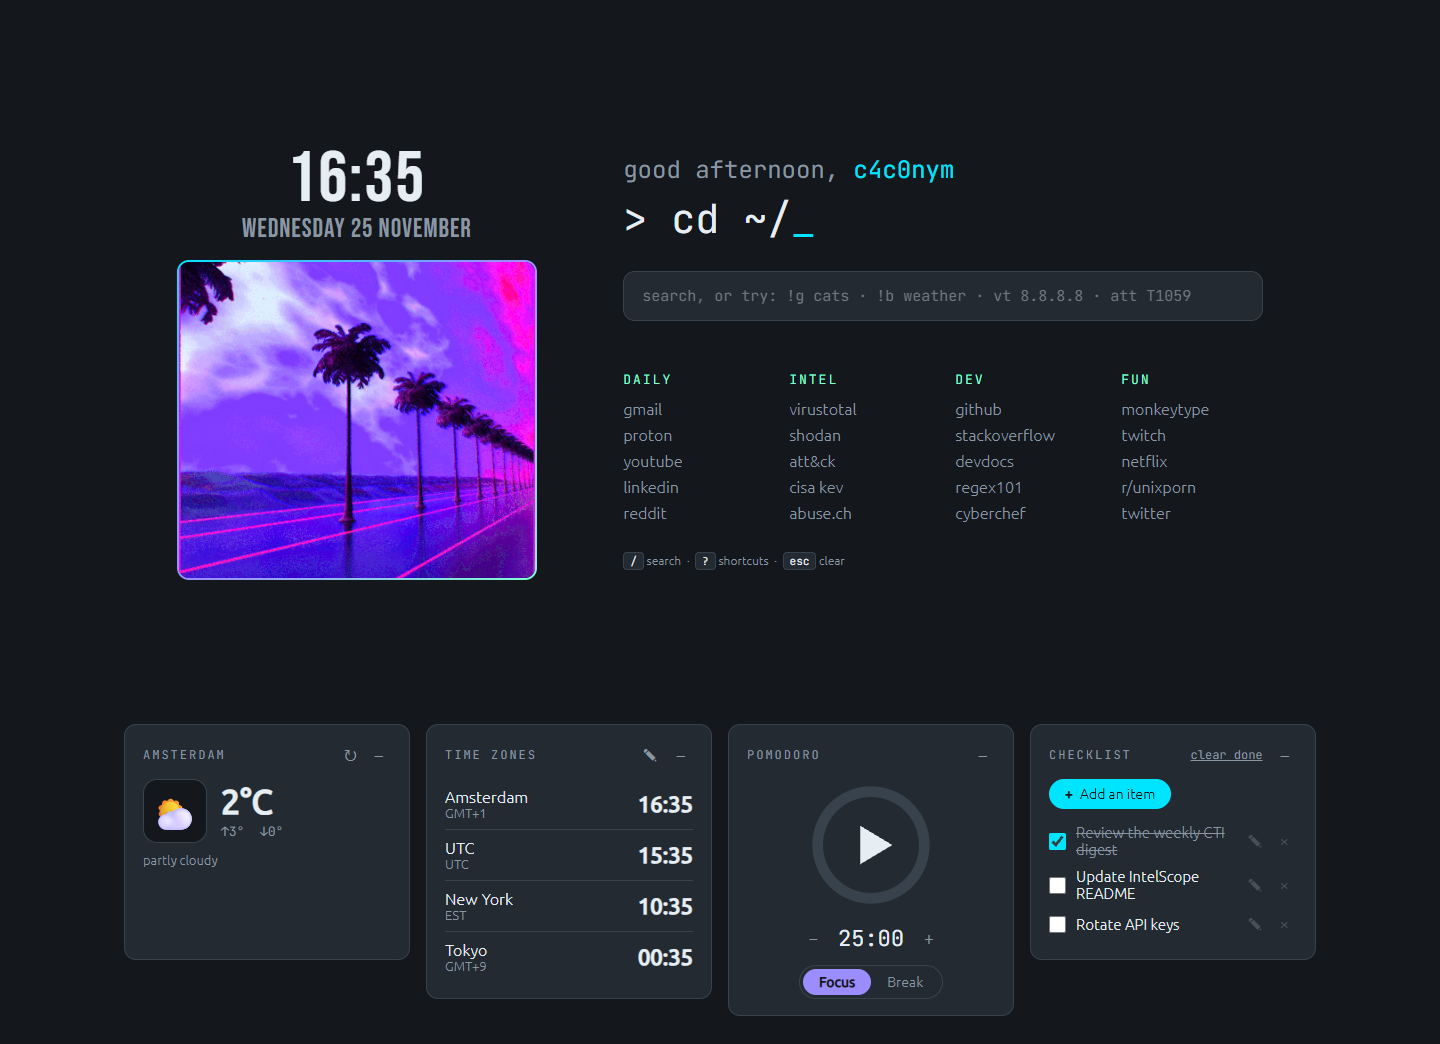 16:35
WEDNESDAY 25 NOVEMBER
good afternoon, c4c0nym
> cd ~/_
search, or try: !g cats · !b weather · vt 8.8.8.8 · att T1059
DAILY
gmail
proton
youtube
linkedin
reddit
INTEL
virustotal
shodan
att&ck
cisa kev
abuse.ch
DEV
github
stackoverflow
devdocs
regex101
cyberchef
FUN
monkeytype
twitch
netflix
r/unixporn
twitter
/ search · ? shortcuts · esc clear
AMSTERDAM ↻ –
2°C
↑3° ↓0°
partly cloudy
TIME ZONES –
Amsterdam 16:35
GMT+1
UTC 15:35
UTC
New York 10:35
EST
Tokyo 00:35
GMT+9
POMODORO –
– 25:00 +
Focus Break
CHECKLIST clear done –
+ Add an item
Review the weekly CTI
digest ×
Update IntelScope
README ×
Rotate API keys ×